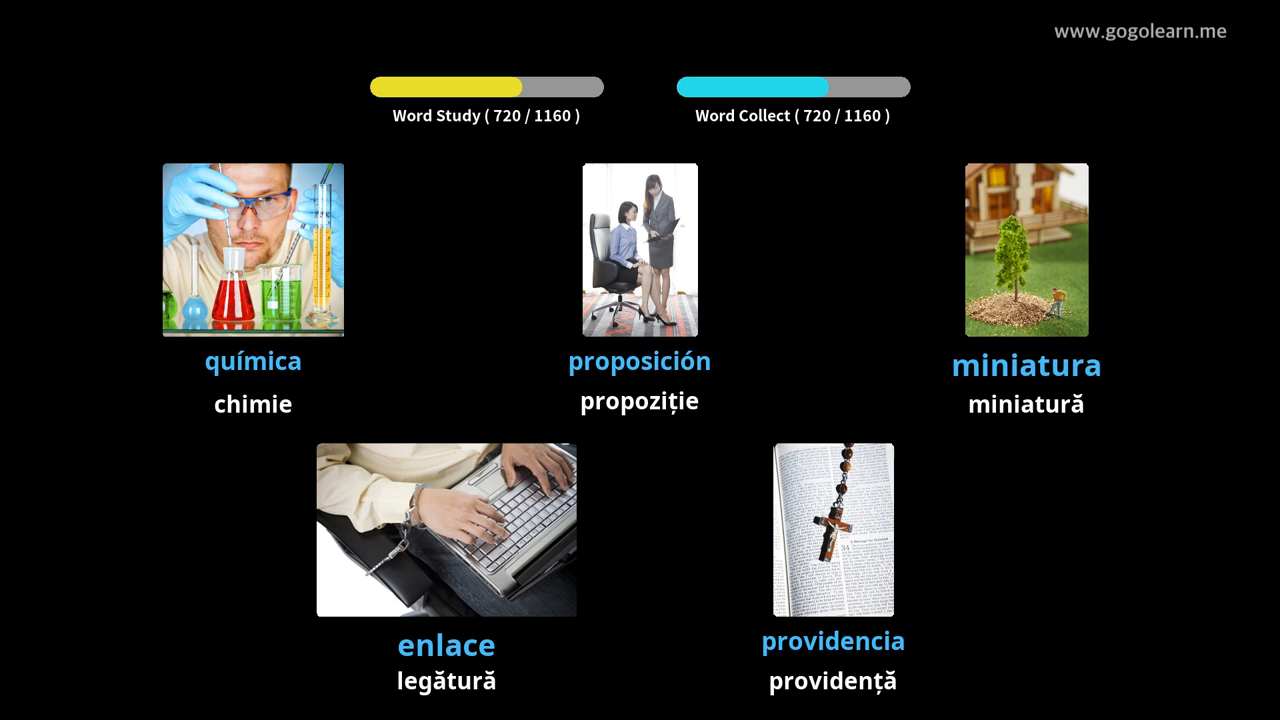 www.gogolearn.me
Word Study ( 720 / 1160 )
Word Collect ( 720 / 1160 )
química
chimie
proposición
propoziție
miniatura
miniatură
enlace
legătură
providencia
providență